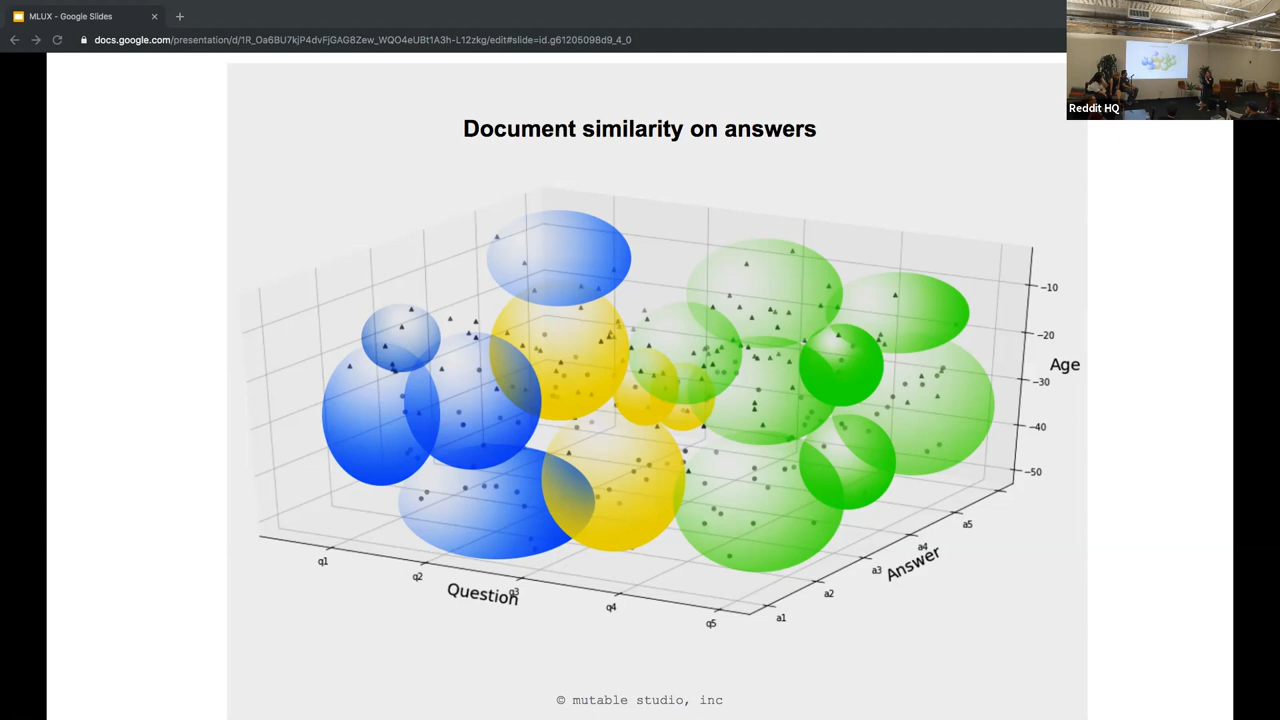 MLUX - Google Slides
docs.google.com/presentation/d/1R_Oa6BU7kjP4dvFjGAG8Zew_WQO4eUBt1A3h-L12zkg/edit#slide=id.g61205098d9_4_0
Reddit HQ
Document similarity on answers
-10
-20
Age
-30
-40
-50
a5
a4
Answer
a3
a2
a1
q1
q2
Question
q3
q4
q5
© mutable studio, inc